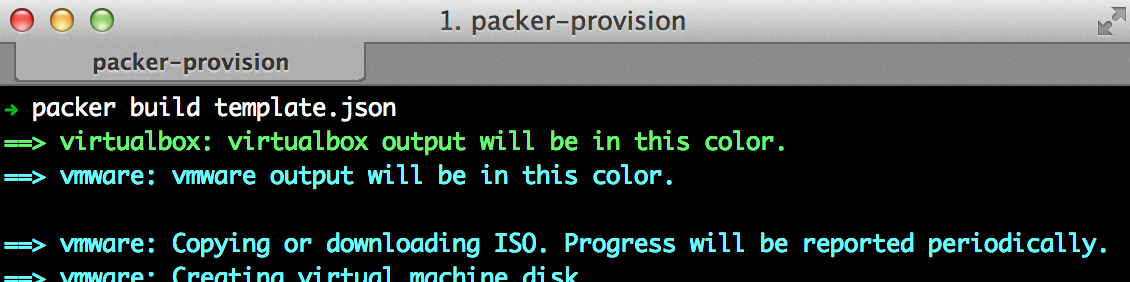 1. packer-provision
packer-provision
packer build template.json
==> virtualbox: virtualbox output will be in this color.
==> vmware: vmware output will be in this color.
==> vmware: Copying or downloading ISO. Progress will be reported periodically.
==> vmware: Creating virtual machine disk